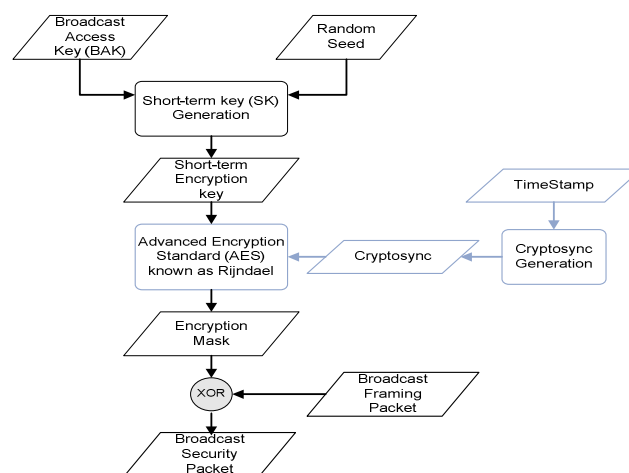 Broadcast
Access
Key (BAK)
Random
Seed
Short-term key (SK)
Generation
Short-term
Encryption
key
TimeStamp
Advanced Encryption
Standard (AES)
known as Rijndael
Cryptosync
Cryptosync
Generation
Encryption
Mask
XOR
Broadcast
Framing
Packet
Broadcast
Security
Packet